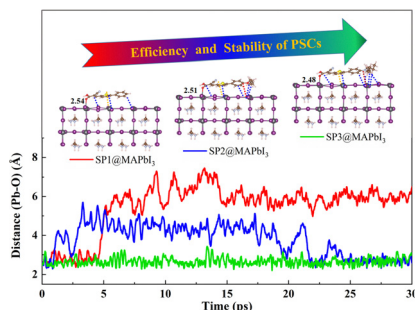 Efficiency and Stability of PSCs
2.54
2.51
2.48
SP1@MAPbI₃
SP2@MAPbI₃
SP3@MAPbI₃
Distance (Pb-O) (Å)
8
6
4
2
0 5 10 15 20 25 30
Time (ps)